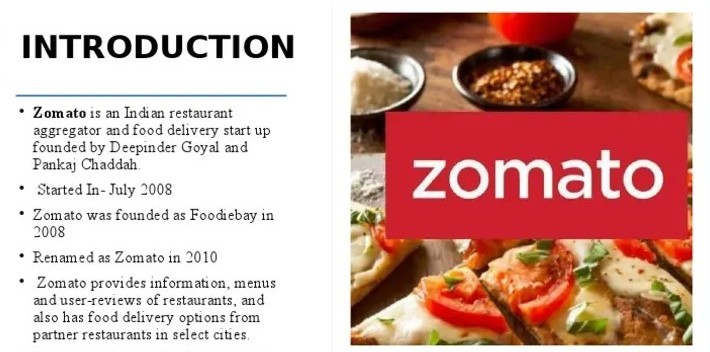 INTRODUCTION
• Zomato is an Indian restaurant
aggregator and food delivery start up
founded by Deepinder Goyal and
Pankaj Chaddah.
• Started In- July 2008
• Zomato was founded as Foodiebay in
2008
• Renamed as Zomato in 2010
• Zomato provides information, menus
and user-reviews of restaurants, and
also has food delivery options from
partner restaurants in select cities.
zomato